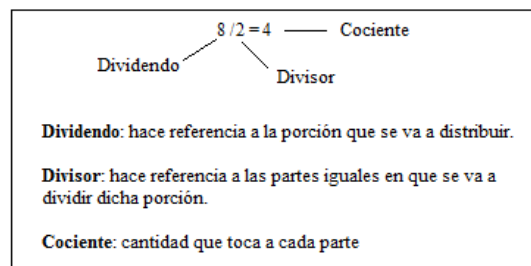 8 /2 = 4 Cociente
Dividendo
Divisor
Dividendo: hace referencia a la porción que se va a distribuir.
Divisor: hace referencia a las partes iguales en que se va a
dividir dicha porción.
Cociente: cantidad que toca a cada parte